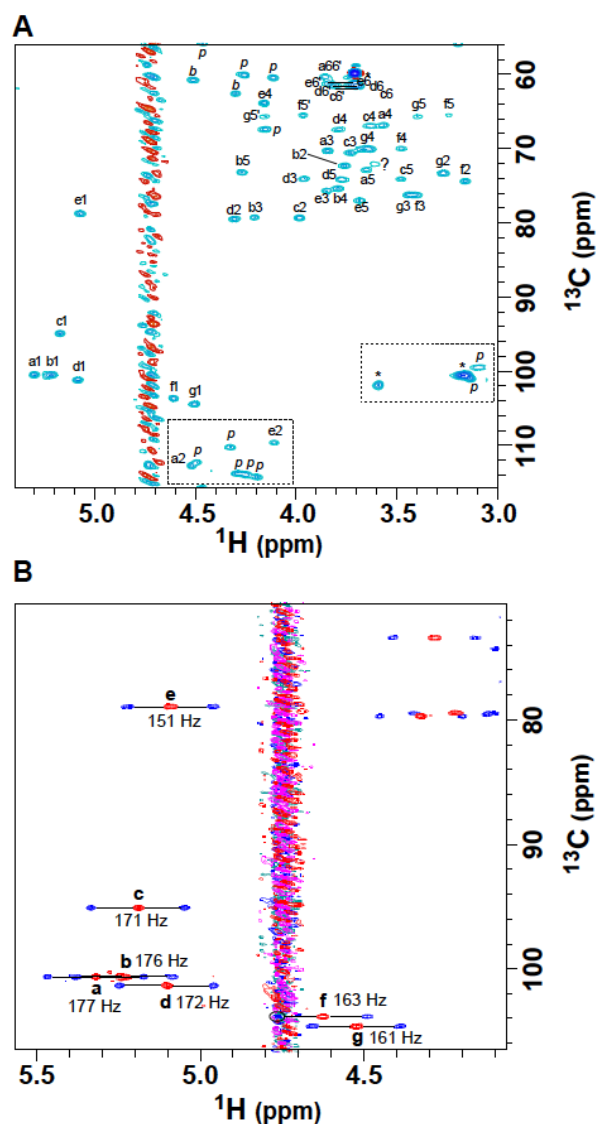 A
p
b
p
p
b
a66'
*
e6'
e6
d6'
c6'
d6
c6
e4
g5'
p
f5'
d4
c4
a4
g5
f5
b2
a3
c3
g4
f4
?
b5
d3
d5
a5
c5
g2
f2
e1
d2
b3
c2
e3
b4
e5
g3
f3
c1
a1
b1
d1
f1
g1
a2
p
p
e2
p
p
p
*
*
p
p
60
70
80
90
100
110
13C (ppm)
5.0
4.5
4.0
3.5
3.0
1H (ppm)
B
e
151 Hz
c
171 Hz
b
176 Hz
a
177 Hz
d
172 Hz
f
163 Hz
g
161 Hz
80
90
100
13C (ppm)
5.5
5.0
4.5
1H (ppm)